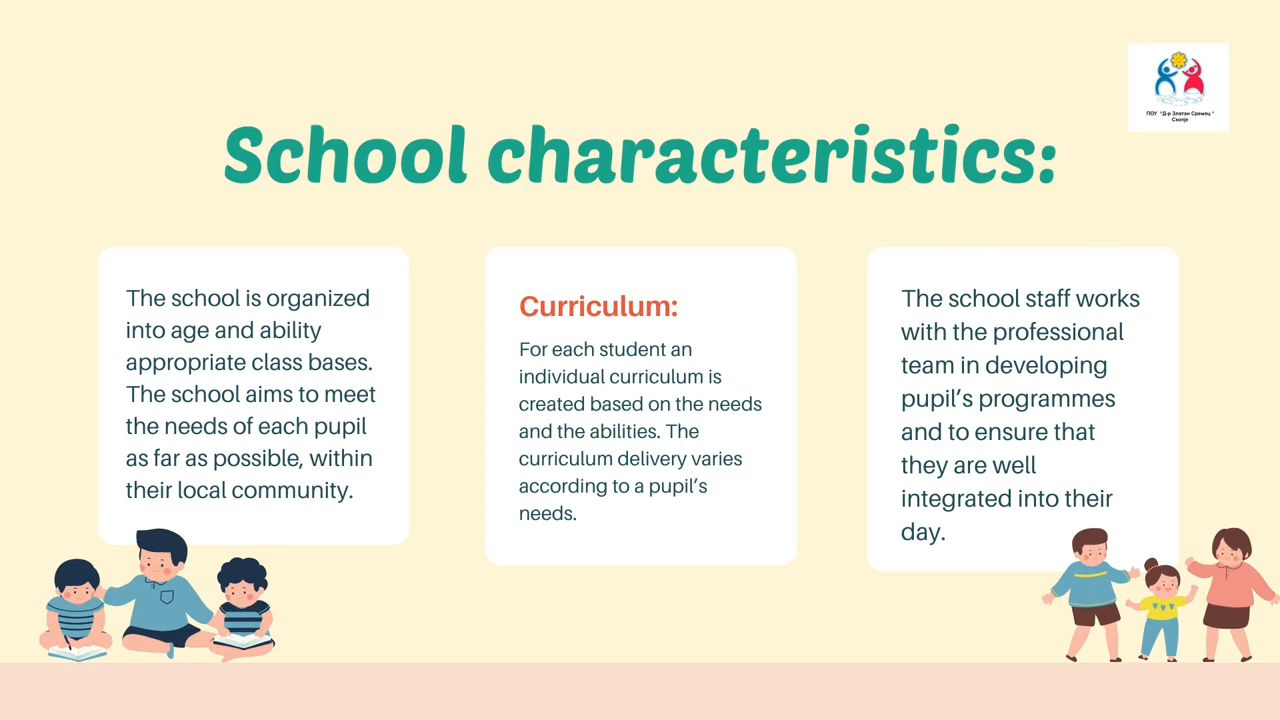 ПОУ "Д-р Златан Сремец "
Скопје
School characteristics:
The school is organized
into age and ability
appropriate class bases.
The school aims to meet
the needs of each pupil
as far as possible, within
their local community.
Curriculum:
For each student an
individual curriculum is
created based on the needs
and the abilities. The
curriculum delivery varies
according to a pupil’s
needs.
The school staff works
with the professional
team in developing
pupil’s programmes
and to ensure that
they are well
integrated into their
day.